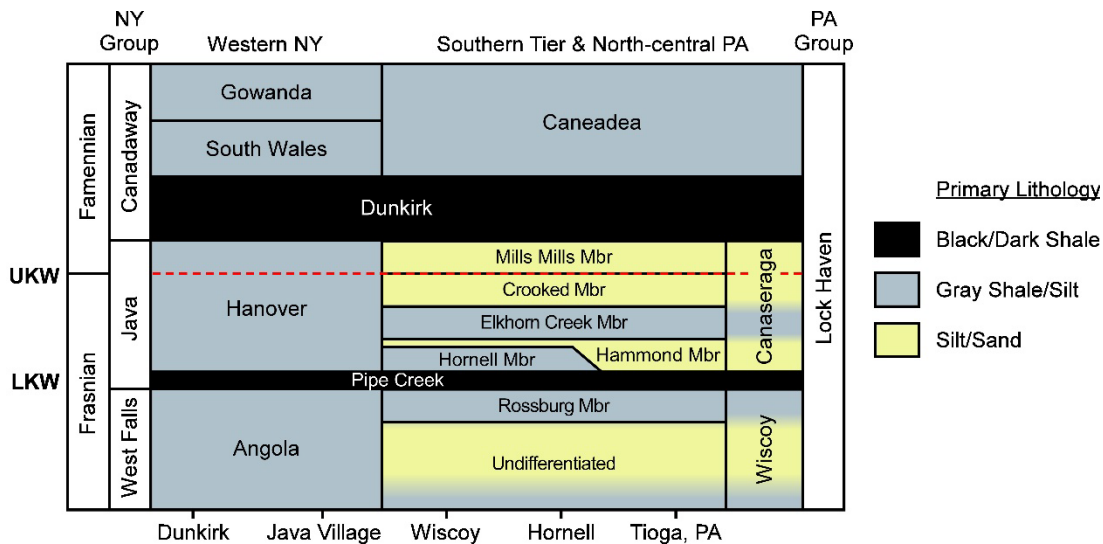 NY
Group
Western NY
Southern Tier & North-central PA
PA
Group
Famennian
Canadaway
Gowanda
South Wales
Caneadea
Dunkirk
UKW
LKW
Frasnian
Java
Hanover
Mills Mills Mbr
Crooked Mbr
Elkhorn Creek Mbr
Hornell Mbr
Hammond Mbr
Canaseraga
Lock Haven
Pipe Creek
West Falls
Angola
Rossburg Mbr
Undifferentiated
Wiscoy
Dunkirk
Java Village
Wiscoy
Hornell
Tioga, PA
Primary Lithology
Black/Dark Shale
Gray Shale/Silt
Silt/Sand